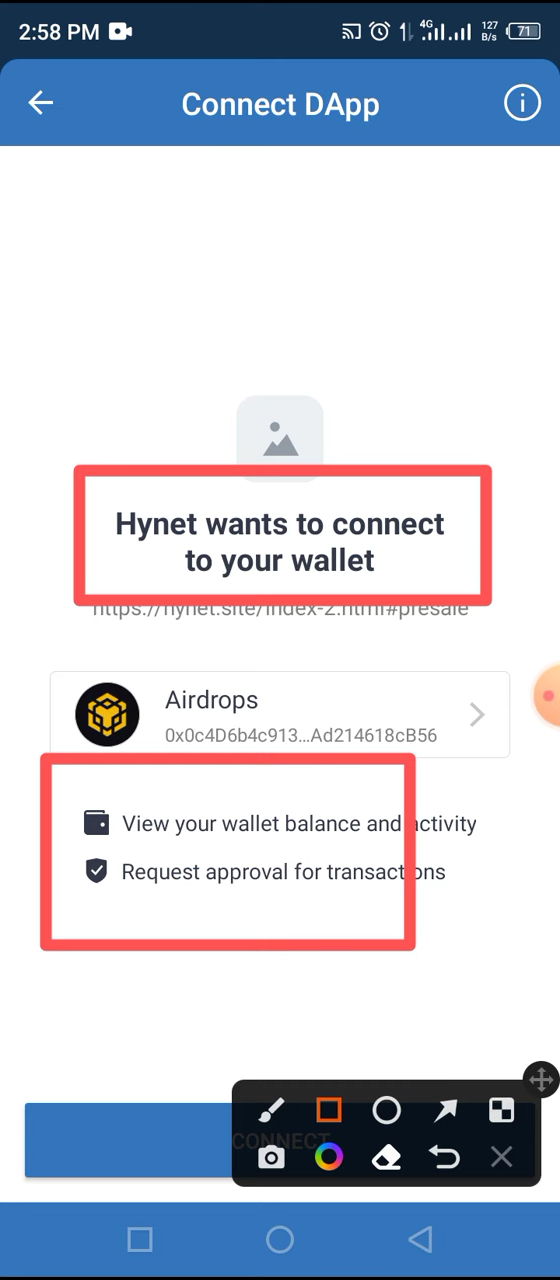 2:58 PM
4G
127
B/s
71
Connect DApp
Hynet wants to connect
to your wallet
https://hynet.site/index-2.html#presale
Airdrops
0x0c4D6b4c913...Ad214618cB56
View your wallet balance and activity
Request approval for transactions
CONNECT